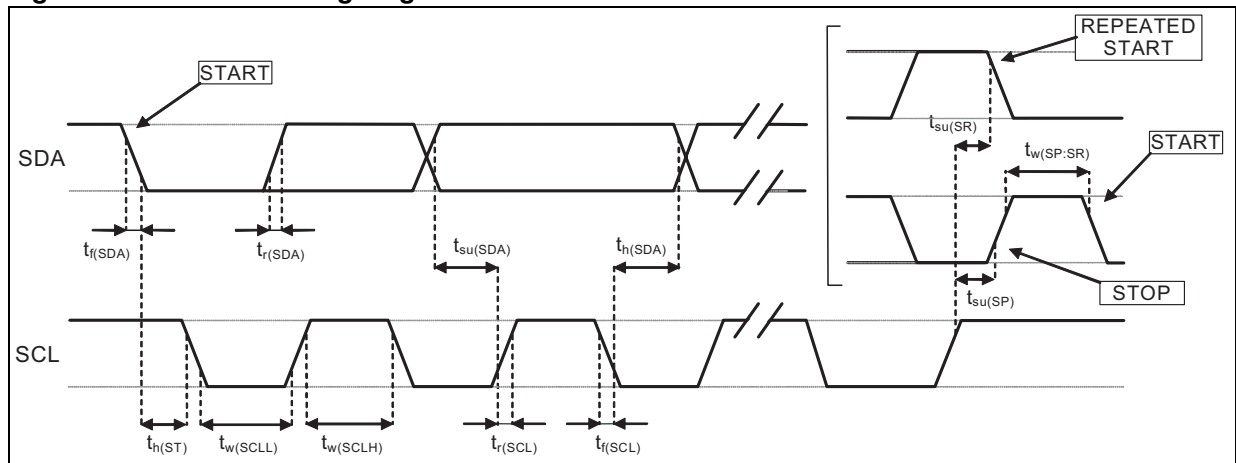 REPEATED
START
START
SDA
t_su(SR)
t_w(SP:SR)
START
t_f(SDA)
t_r(SDA)
t_su(SDA)
t_h(SDA)
t_su(SP)
STOP
SCL
t_h(ST)
t_w(SCLL)
t_w(SCLH)
t_r(SCL)
t_f(SCL)